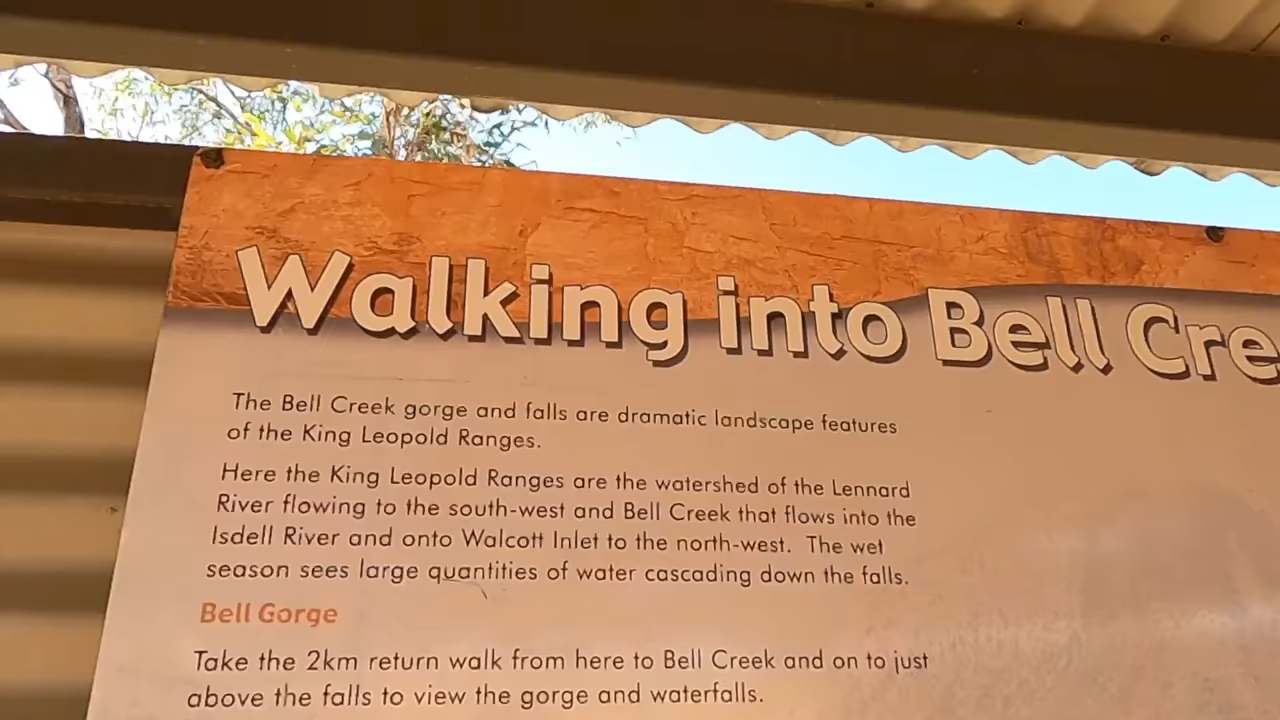 Walking into Bell Cre
The Bell Creek gorge and falls are dramatic landscape features
of the King Leopold Ranges.
Here the King Leopold Ranges are the watershed of the Lennard
River flowing to the south-west and Bell Creek that flows into the
Isdell River and onto Walcott Inlet to the north-west. The wet
season sees large quantities of water cascading down the falls.
Bell Gorge
Take the 2km return walk from here to Bell Creek and on to just
above the falls to view the gorge and waterfalls.